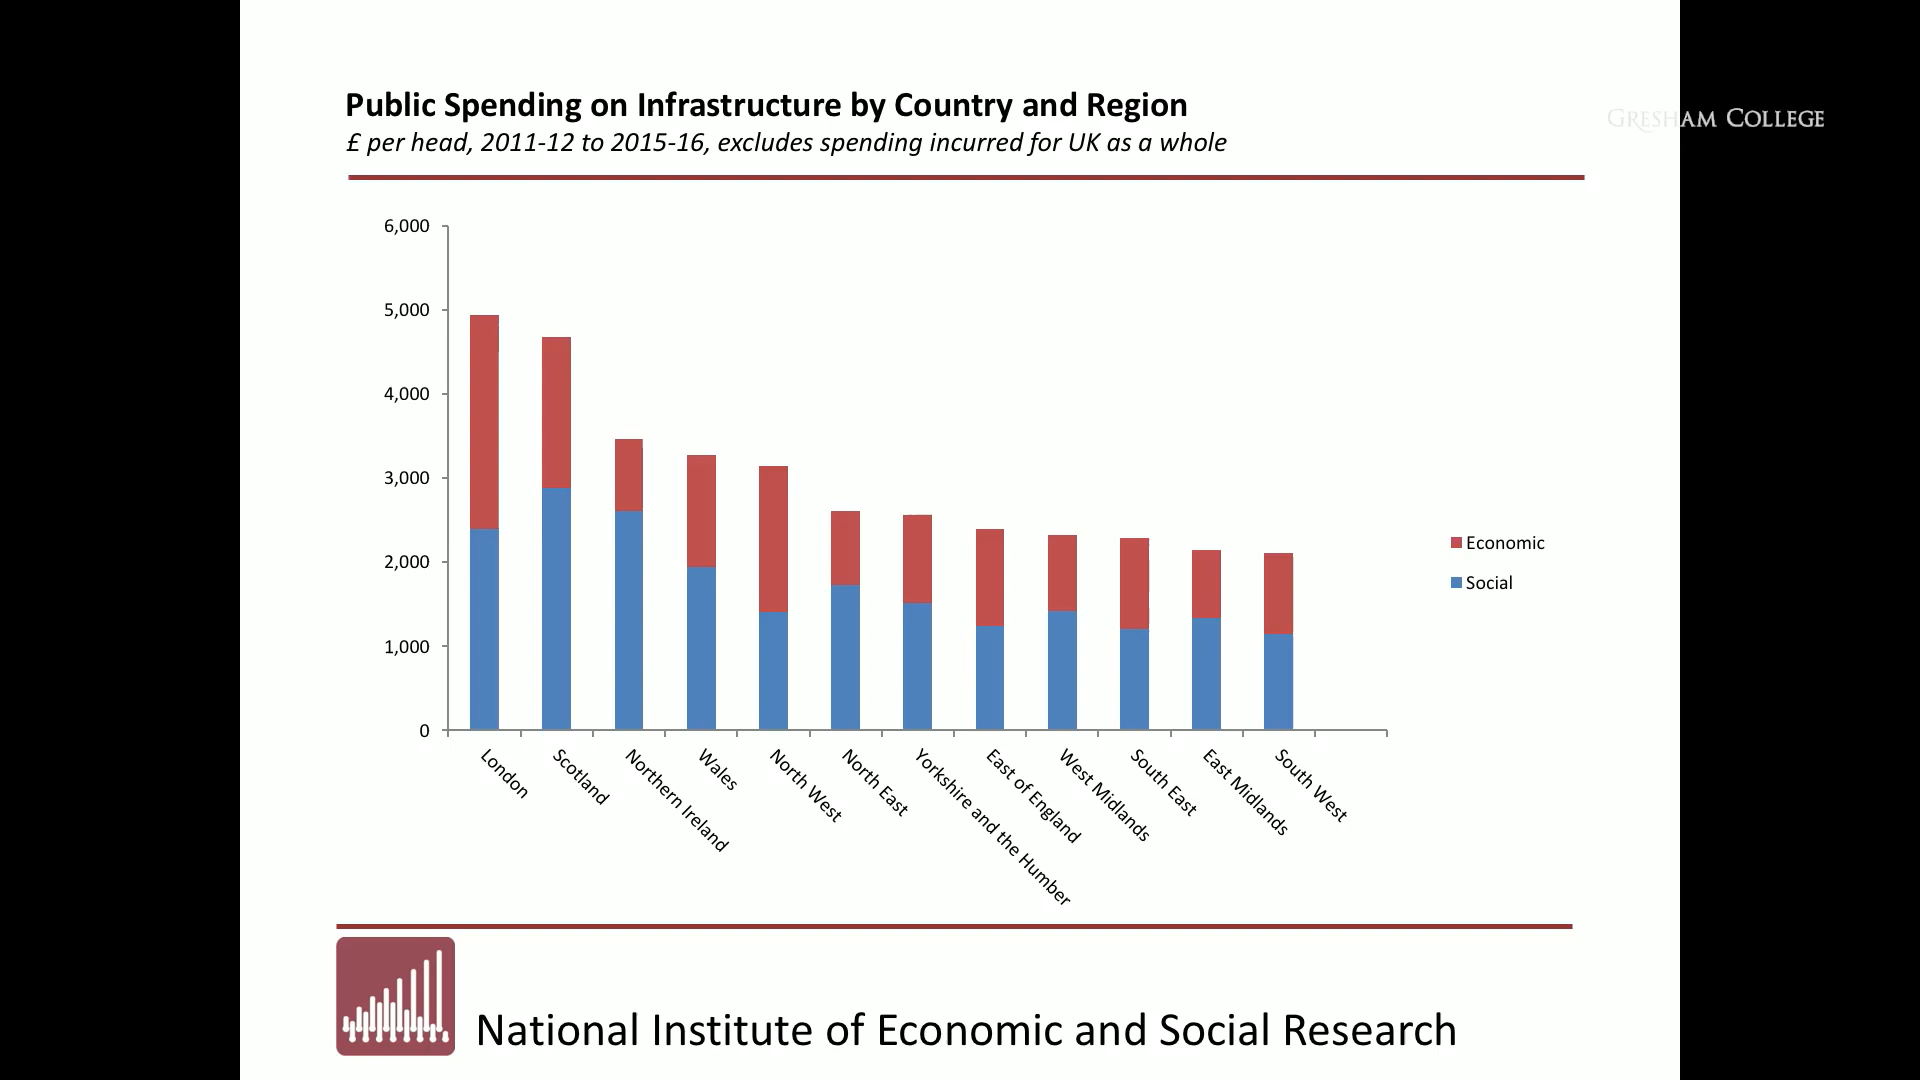 Public Spending on Infrastructure by Country and Region
£ per head, 2011-12 to 2015-16, excludes spending incurred for UK as a whole
GRESHAM COLLEGE
6,000
5,000
4,000
3,000
2,000
1,000
0
London
Scotland
Northern Ireland
Wales
North West
North East
Yorkshire and the Humber
East of England
West Midlands
South East
East Midlands
South West
Economic
Social
National Institute of Economic and Social Research